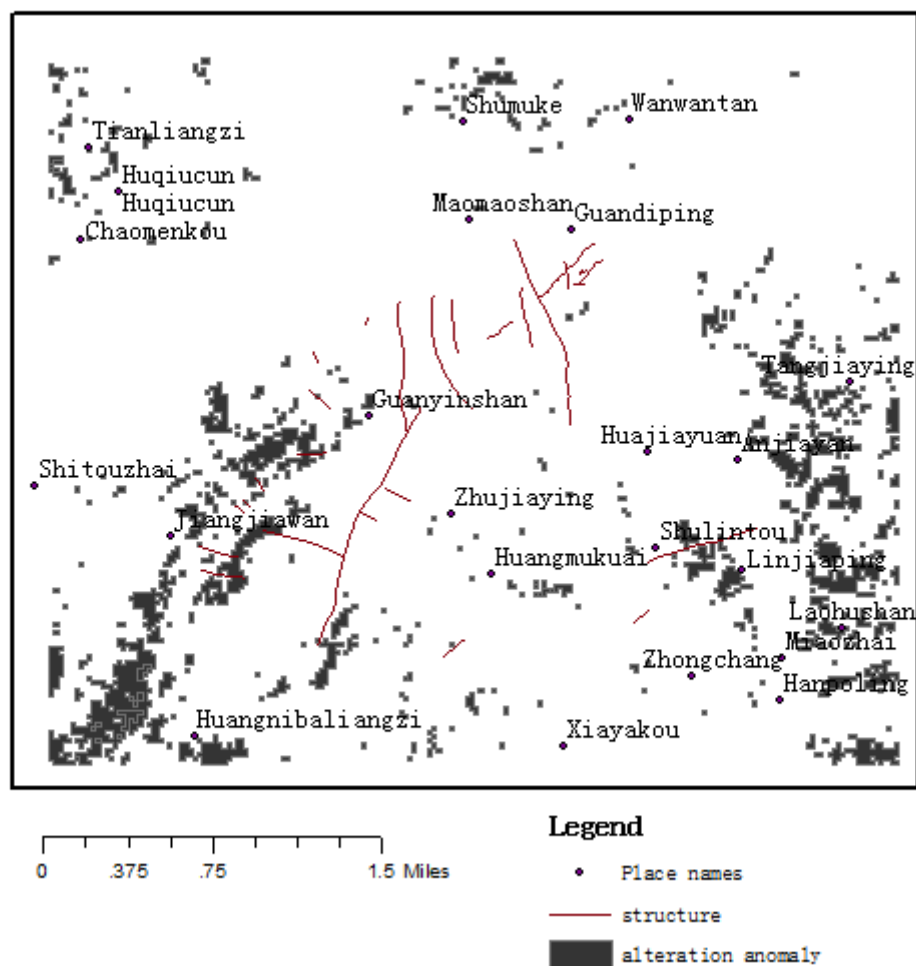 Shumuke
Wanwantan
Tianliangzi
Huqiucun
Huqiucun
Maomaoshan
Guandiping
Chaomenkou
Tangjiaying
Guanyinshan
Huajiayuan
Anjiayan
Shitouzhai
Zhujiaying
Jiangjiawan
Shulintou
Huangmukuai
Linjiaping
Laohushan
Zhongchang
Miaozhai
Hanpoling
Huangnibaliangzi
Xiayakou
0 .375 .75 1.5 Miles
Legend
Place names
structure
alteration anomaly